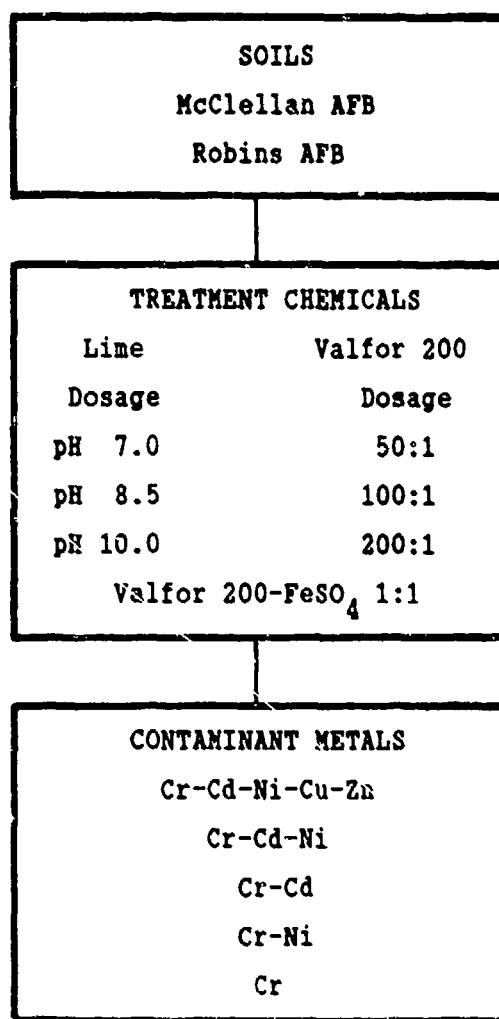 SOILS
McClellan AFB
Robins AFB
TREATMENT CHEMICALS
Lime Valfor 200
Dosage Dosage
pH 7.0 50:1
pH 8.5 100:1
pH 10.0 200:1
Valfor 200-FeSO₄ 1:1
CONTAMINANT METALS
Cr-Cd-Ni-Cu-Zn
Cr-Cd-Ni
Cr-Cd
Cr-Ni
Cr